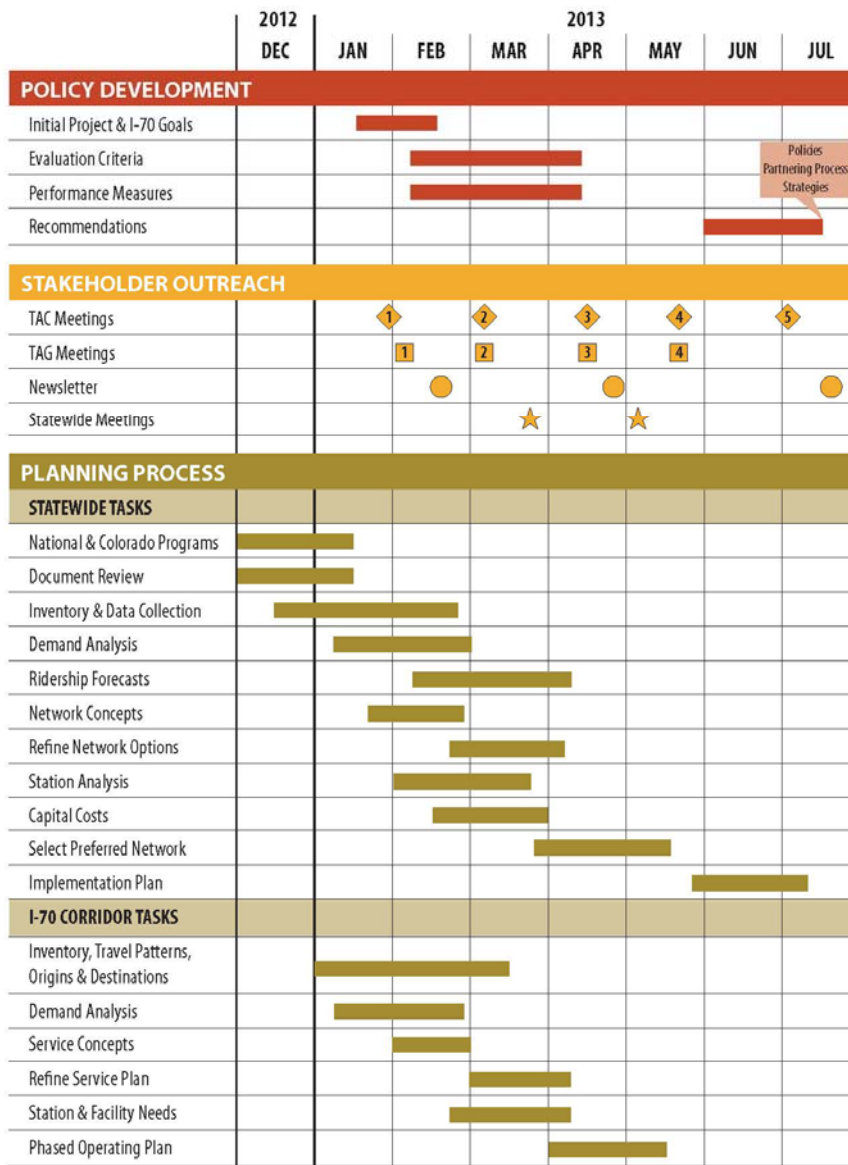 2012 2013
DEC JAN FEB MAR APR MAY JUN JUL
POLICY DEVELOPMENT
Initial Project & I-70 Goals
Evaluation Criteria
Policies
Partnering Process
Strategies
Performance Measures
Recommendations
STAKEHOLDER OUTREACH
TAC Meetings 1 2 3 4 5
TAG Meetings 1 2 3 4
Newsletter
Statewide Meetings
PLANNING PROCESS
STATEWIDE TASKS
National & Colorado Programs
Document Review
Inventory & Data Collection
Demand Analysis
Ridership Forecasts
Network Concepts
Refine Network Options
Station Analysis
Capital Costs
Select Preferred Network
Implementation Plan
I-70 CORRIDOR TASKS
Inventory, Travel Patterns,
Origins & Destinations
Demand Analysis
Service Concepts
Refine Service Plan
Station & Facility Needs
Phased Operating Plan